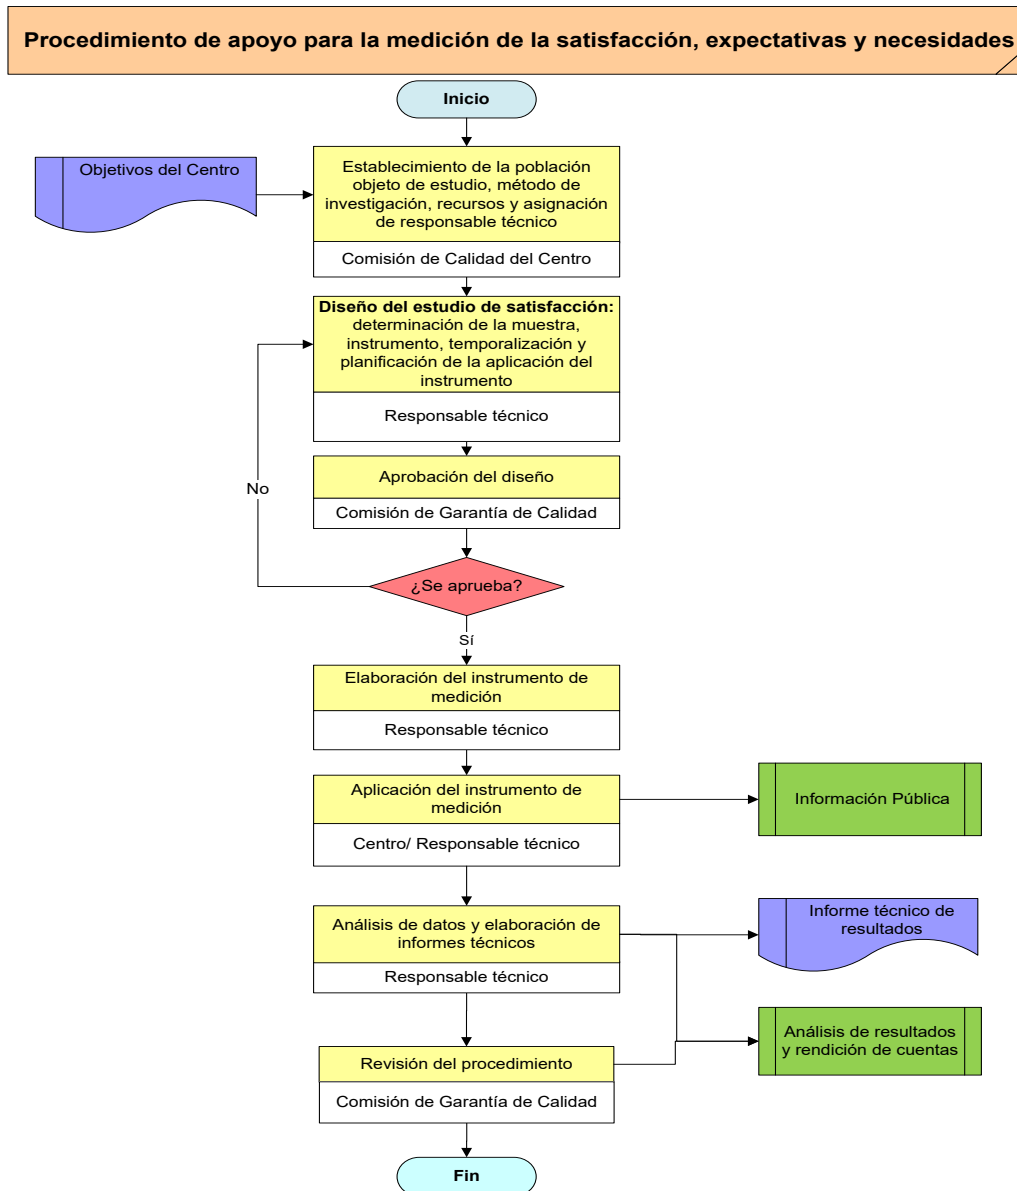 Procedimiento de apoyo para la medición de la satisfacción, expectativas y necesidades
Inicio
Objetivos del Centro
Establecimiento de la población
objeto de estudio, método de
investigación, recursos y asignación
de responsable técnico
Comisión de Calidad del Centro
Diseño del estudio de satisfacción:
determinación de la muestra,
instrumento, temporalización y
planificación de la aplicación del
instrumento
Responsable técnico
Aprobación del diseño
No
Comisión de Garantía de Calidad
¿Se aprueba?
Sí
Elaboración del instrumento de
medición
Responsable técnico
Aplicación del instrumento de
medición
Centro/ Responsable técnico
Información Pública
Análisis de datos y elaboración de
informes técnicos
Responsable técnico
Informe técnico de
resultados
Análisis de resultados
y rendición de cuentas
Revisión del procedimiento
Comisión de Garantía de Calidad
Fin